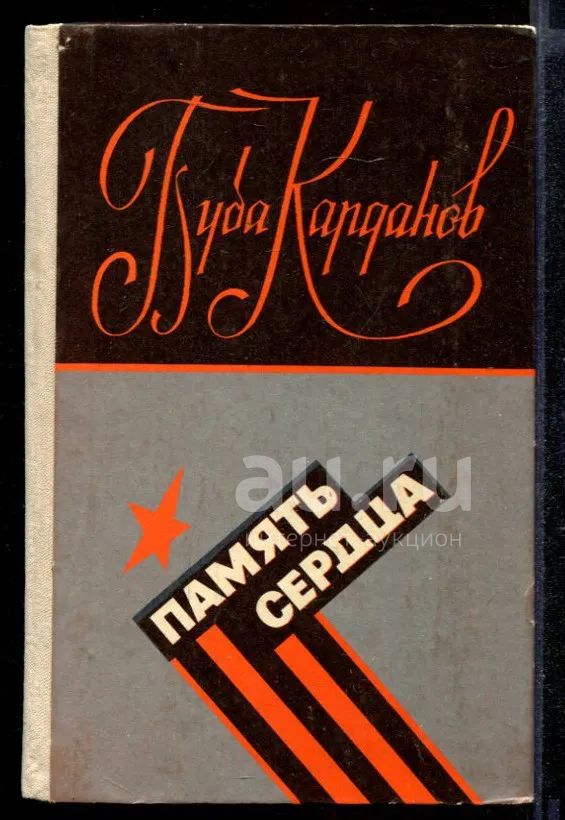 Буба Карданов
ПАМЯТЬ
СЕРДЦА
au.ru
интернет-аукцион